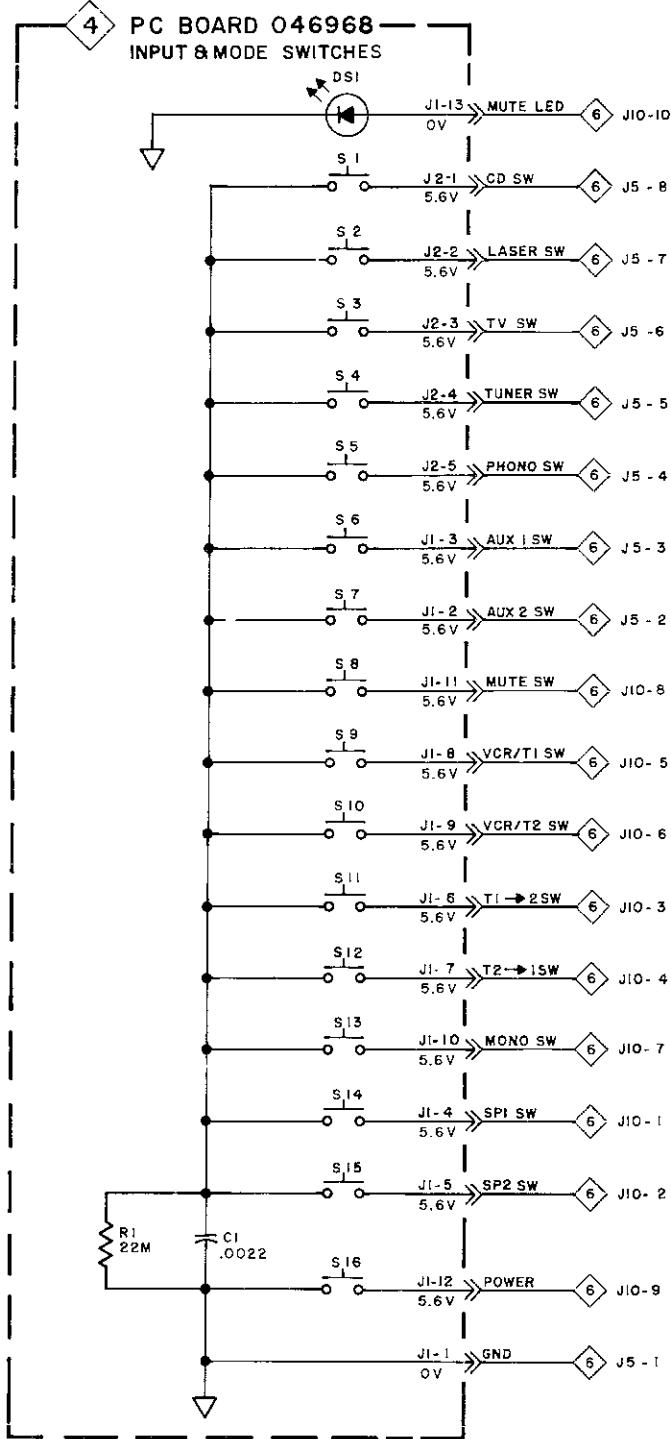 4 PC BOARD 046968
INPUT & MODE SWITCHES
DS1
J1-13 MUTE LED 6 J10-10
0V
S1
J2-1 CD SW 6 J5-8
5.6V
S2
J2-2 LASER SW 6 J5-7
5.6V
S3
J2-3 TV SW 6 J5-6
5.6V
S4
J2-4 TUNER SW 6 J5-5
5.6V
S5
J2-5 PHONO SW 6 J5-4
5.6V
S6
J1-3 AUX 1 SW 6 J5-3
5.6V
S7
J1-2 AUX 2 SW 6 J5-2
5.6V
S8
J1-11 MUTE SW 6 J10-8
5.6V
S9
J1-8 VCR/T1 SW 6 J10-5
5.6V
S10
J1-9 VCR/T2 SW 6 J10-6
5.6V
S11
J1-6 T1→2SW 6 J10-3
5.6V
S12
J1-7 T2→1SW 6 J10-4
5.6V
S13
J1-10 MONO SW 6 J10-7
5.6V
S14
J1-4 SP1 SW 6 J10-1
5.6V
S15
J1-5 SP2 SW 6 J10-2
5.6V
R1
22M
C1
.0022
S16
J1-12 POWER 6 J10-9
5.6V
J1-1 GND 6 J5-1
0V